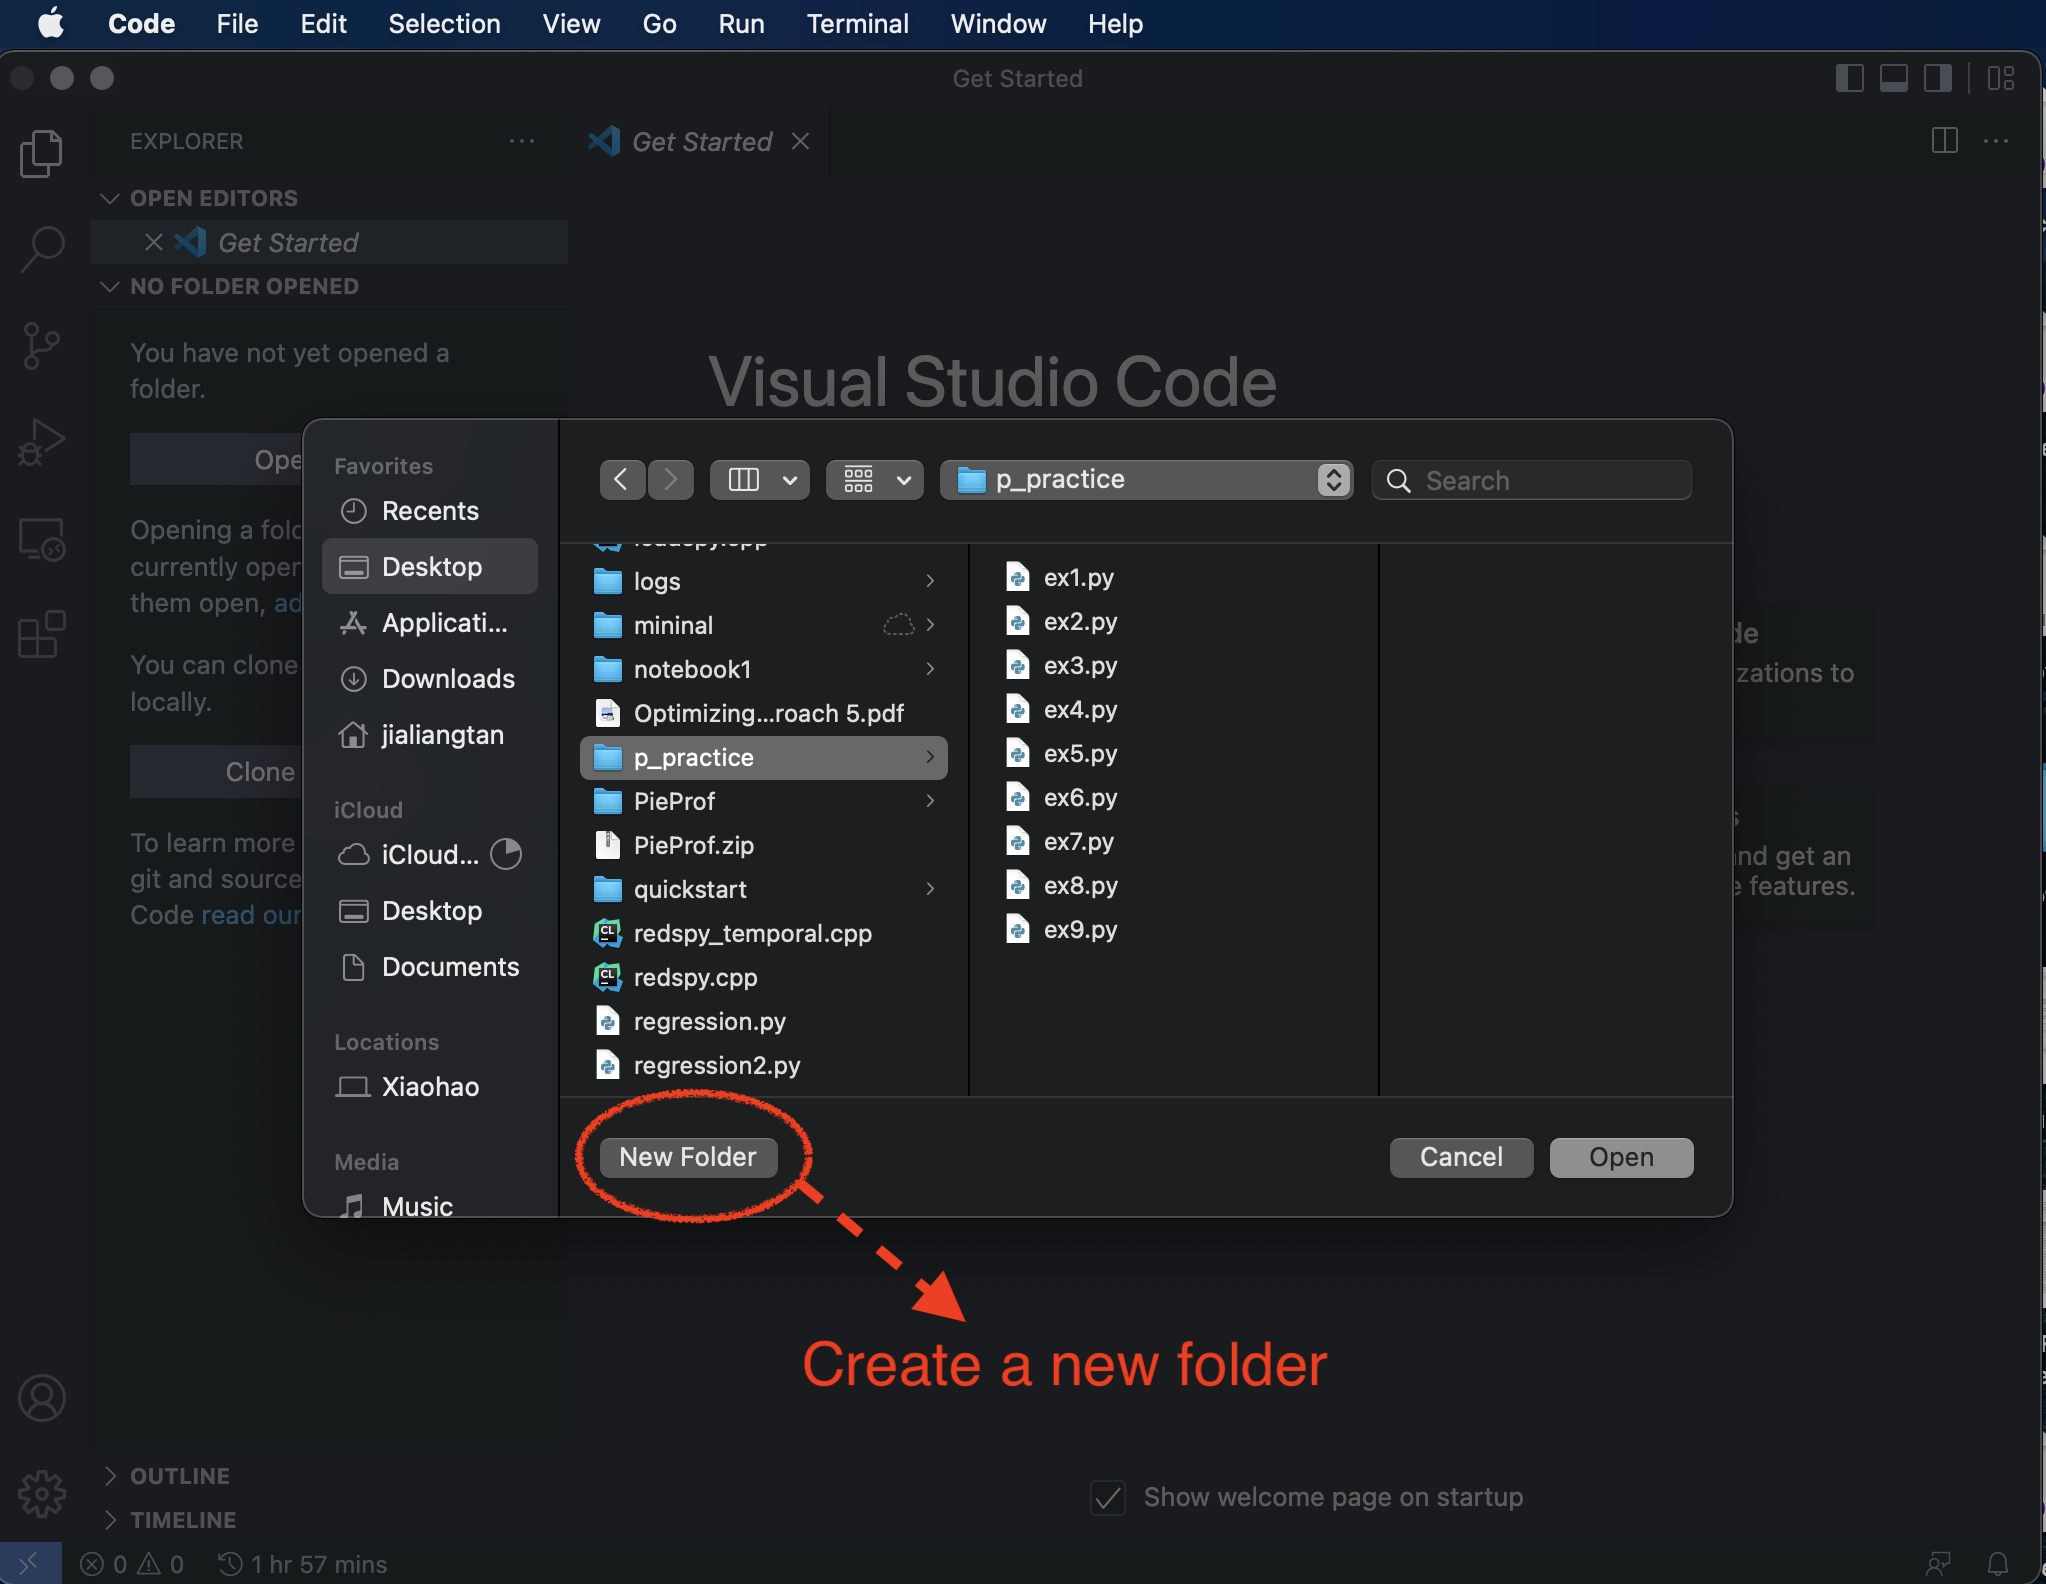 Code File Edit Selection View Go Run Terminal Window Help
Get Started
EXPLORER
Get Started
OPEN EDITORS
Get Started
NO FOLDER OPENED
You have not yet opened a
folder.
Visual Studio Code
Ope
Opening a fold
currently oper
them open, ad
You can clone
locally.
Clone
To learn more
git and source
Code read our
Favorites
Recents
Desktop
Applicati...
Downloads
jialiangtan
iCloud
iCloud...
Desktop
Documents
Locations
Xiaohao
Media
Music
p_practice
Search
logs
mininal
notebook1
Optimizing...roach 5.pdf
p_practice
PieProf
PieProf.zip
quickstart
redspy_temporal.cpp
redspy.cpp
regression.py
regression2.py
ex1.py
ex2.py
ex3.py
ex4.py
ex5.py
ex6.py
ex7.py
ex8.py
ex9.py
New Folder
Cancel
Open
zations to
nd get an
e features.
Create a new folder
OUTLINE
TIMELINE
Show welcome page on startup
0 0 1 hr 57 mins